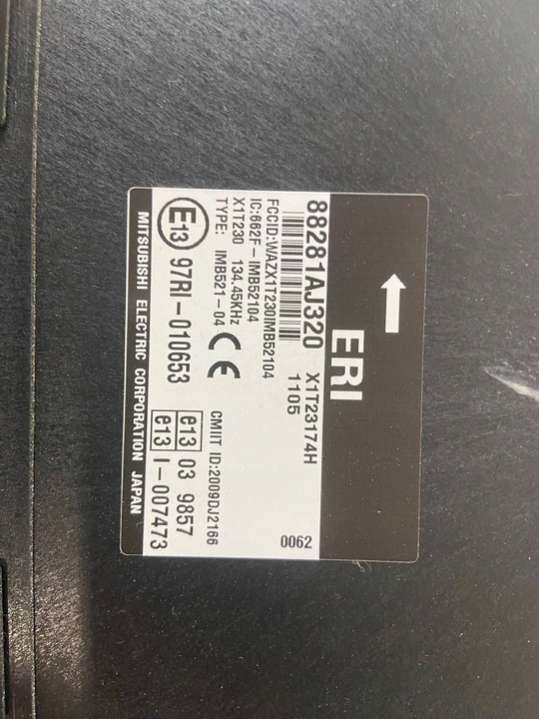 ERI
88281AJ320 X1T23174H
1105
0062
FCCID:WAZX1T230IMB52104
IC:662F-IMB52104
X1T230 134.45KHz
TYPE: IMB521-04
CE
CMIIT ID:2009DJ2166
E13 97RI-010653
e13 03 9857
e13 I-007473
MITSUBISHI ELECTRIC CORPORATION JAPAN